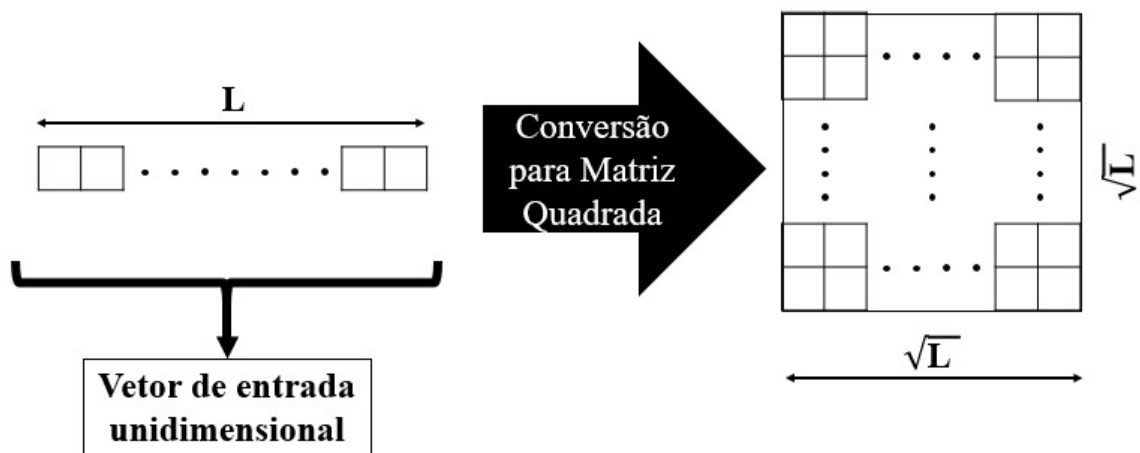 L
Conversão
para Matriz
Quadrada
√L
√L
Vetor de entrada
unidimensional